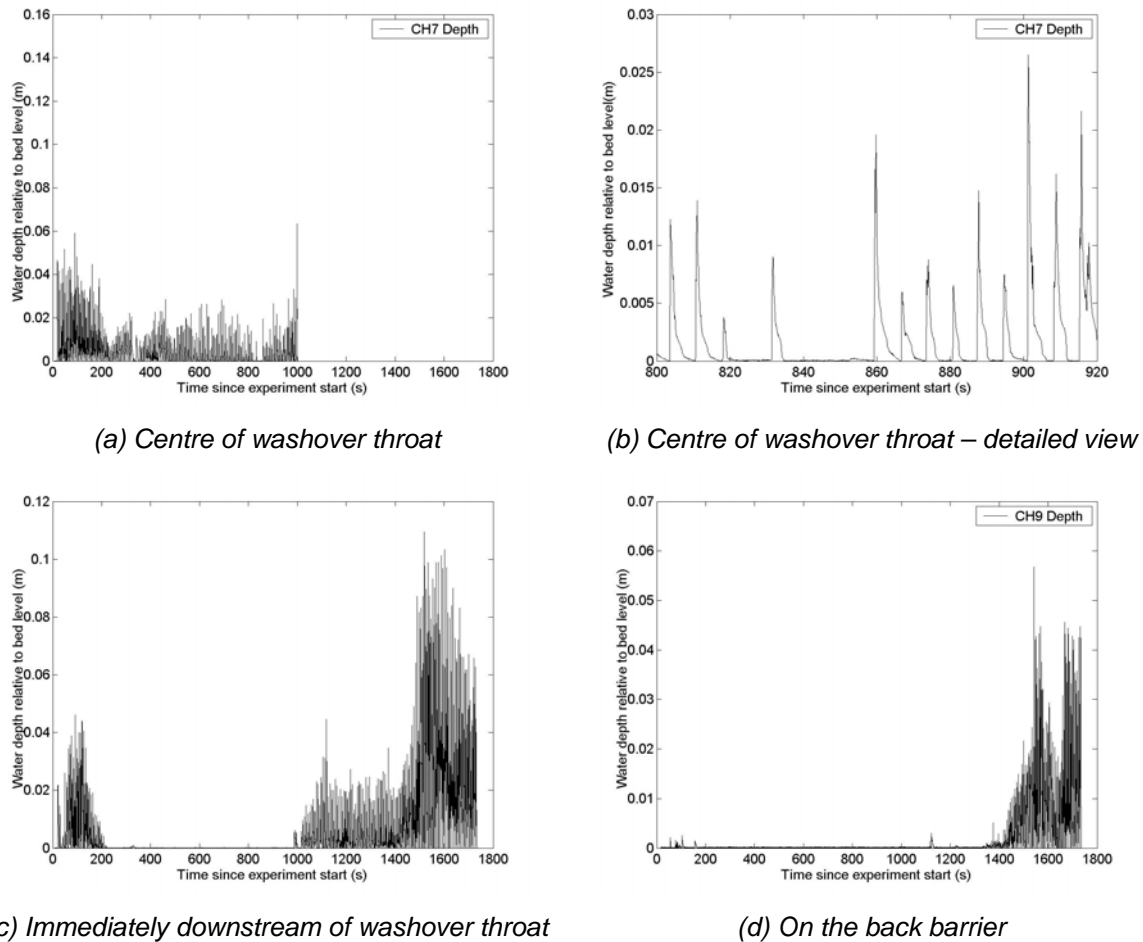 0.16
0.14
0.12
0.1
0.08
0.06
0.04
0.02
0
Water depth relative to bed level (m)
CH7 Depth
0 200 400 600 800 1000 1200 1400 1600 1800
Time since experiment start (s)
(a) Centre of washover throat
0.03
0.025
0.02
0.015
0.01
0.005
0
Water depth relative to bed level(m)
CH7 Depth
800 820 840 860 880 900 920
Time since experiment start (s)
(b) Centre of washover throat – detailed view
0.12
0.1
0.08
0.06
0.04
0.02
0
Water depth relative to bed level (m)
0 200 400 600 800 1000 1200 1400 1600 1800
Time since experiment start (s)
c) Immediately downstream of washover throat
0.07
0.06
0.05
0.04
0.03
0.02
0.01
0
Water depth relative to bed level (m)
CH9 Depth
0 200 400 600 800 1000 1200 1400 1600 1800
Time since experiment start (s)
(d) On the back barrier